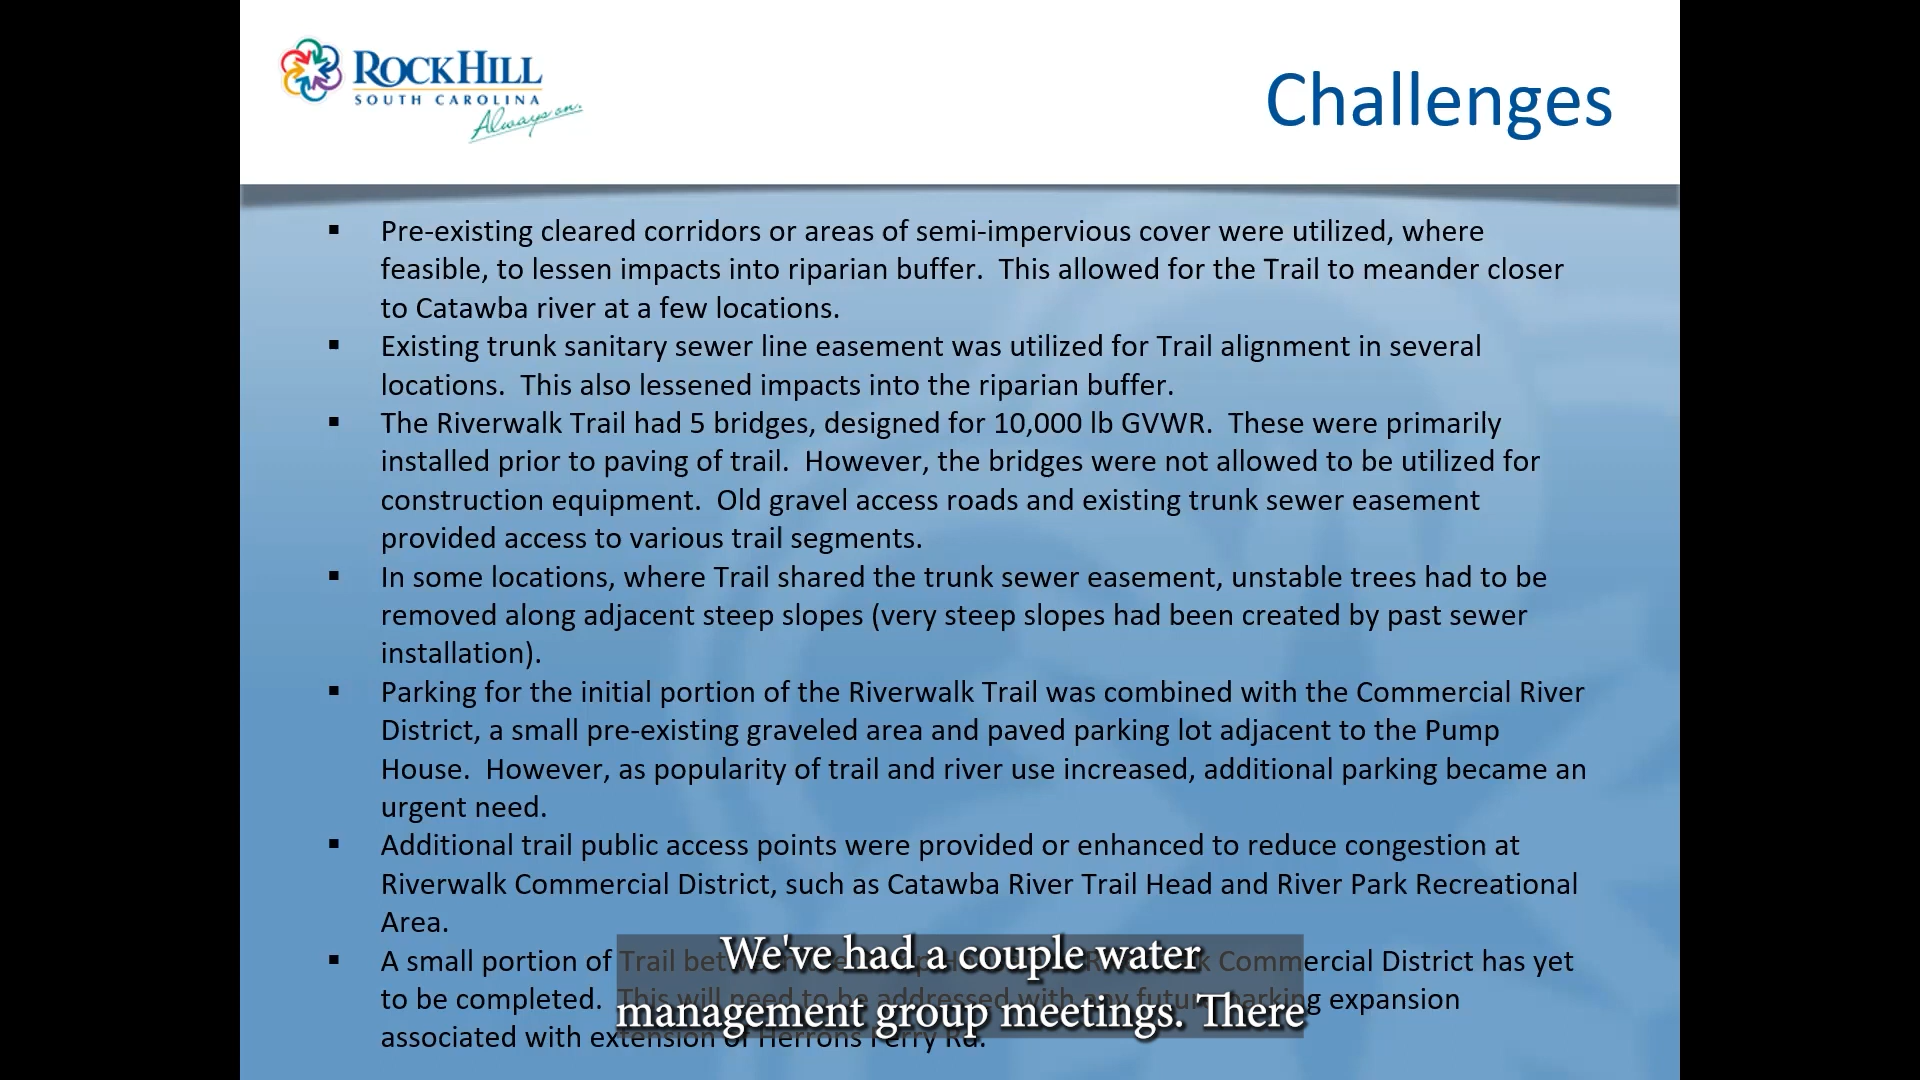 ROCK HILL
SOUTH CAROLINA
Always on.
Challenges
▪ Pre-existing cleared corridors or areas of semi-impervious cover were utilized, where
feasible, to lessen impacts into riparian buffer.  This allowed for the Trail to meander closer
to Catawba river at a few locations.
▪ Existing trunk sanitary sewer line easement was utilized for Trail alignment in several
locations.  This also lessened impacts into the riparian buffer.
▪ The Riverwalk Trail had 5 bridges, designed for 10,000 lb GVWR.  These were primarily
installed prior to paving of trail.  However, the bridges were not allowed to be utilized for
construction equipment.  Old gravel access roads and existing trunk sewer easement
provided access to various trail segments.
▪ In some locations, where Trail shared the trunk sewer easement, unstable trees had to be
removed along adjacent steep slopes (very steep slopes had been created by past sewer
installation).
▪ Parking for the initial portion of the Riverwalk Trail was combined with the Commercial River
District, a small pre-existing graveled area and paved parking lot adjacent to the Pump
House.  However, as popularity of trail and river use increased, additional parking became an
urgent need.
▪ Additional trail public access points were provided or enhanced to reduce congestion at
Riverwalk Commercial District, such as Catawba River Trail Head and River Park Recreational
Area.
▪ A small portion of Trail Commercial District has yet
to be completed.  This will need to be addressed with any future parking expansion
associated with extension of Herrons Ferry Rd.
We've had a couple water
management group meetings. There